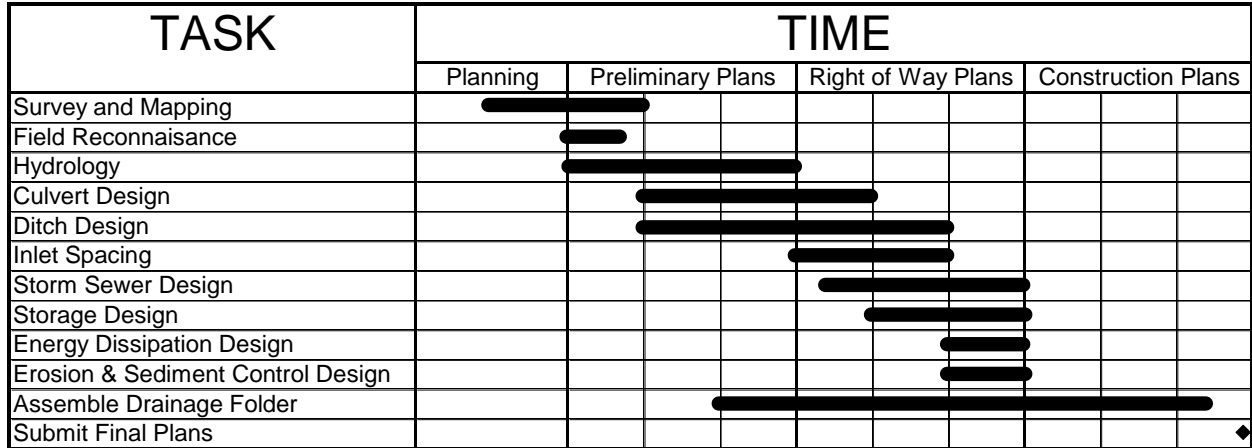 TASK
TIME
Planning
Preliminary Plans
Right of Way Plans
Construction Plans
Survey and Mapping
Field Reconnaisance
Hydrology
Culvert Design
Ditch Design
Inlet Spacing
Storm Sewer Design
Storage Design
Energy Dissipation Design
Erosion & Sediment Control Design
Assemble Drainage Folder
Submit Final Plans